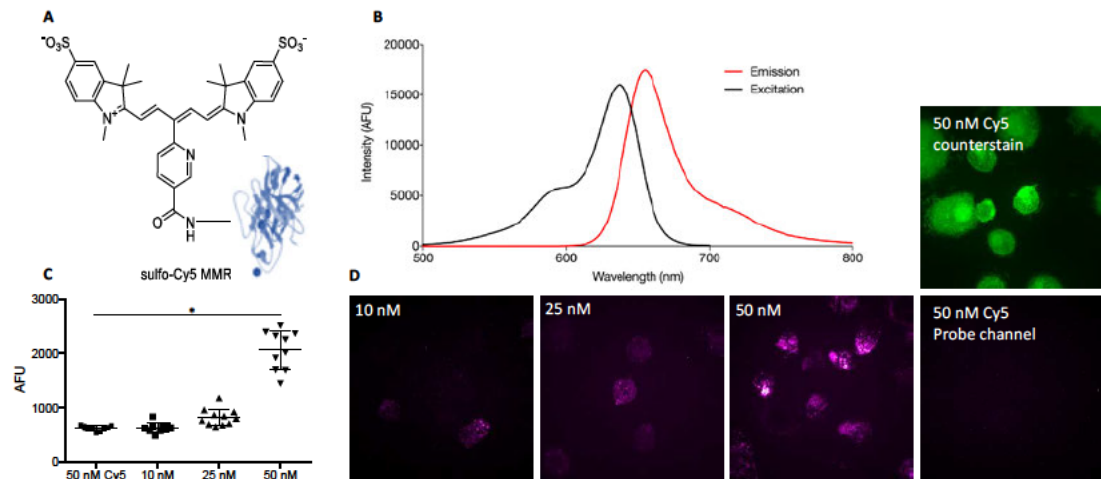 A
⁻O₃S
SO₃⁻
N⁺
N
N
O
N
H
sulfo-Cy5 MMR
B
20000
15000
10000
5000
0
Intensity (AFU)
Emission
Excitation
500
600
700
800
Wavelength (nm)
50 nM Cy5
counterstain
C
3000
2000
1000
0
AFU
*
50 nM Cy5
10 nM
25 nM
50 nM
D
10 nM
25 nM
50 nM
50 nM Cy5
Probe channel